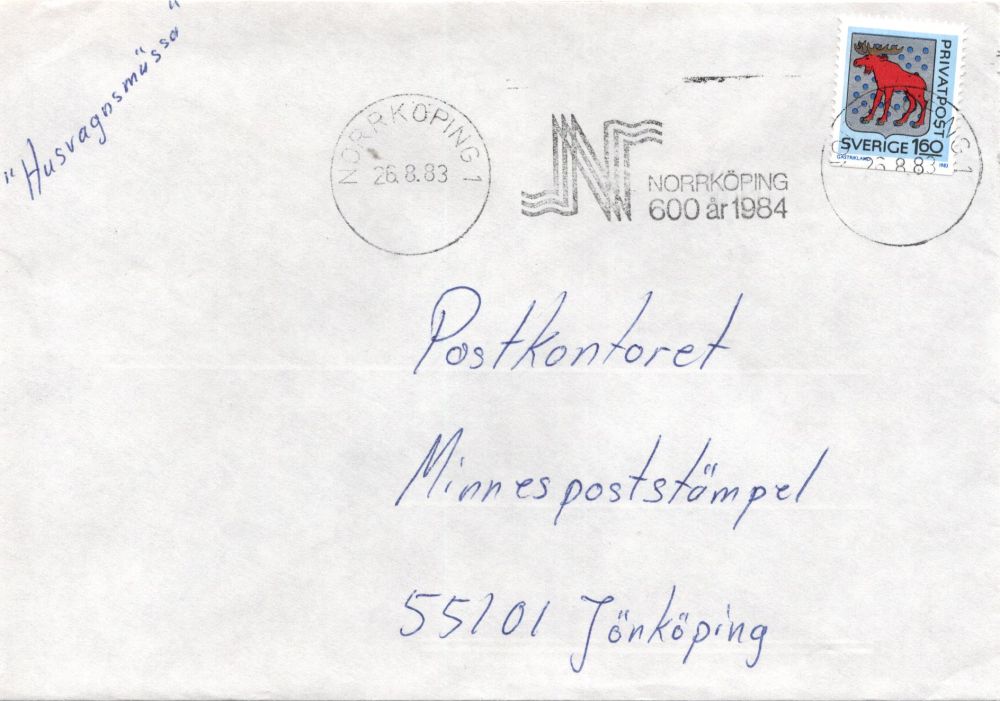 "Husvagnsmässa"
NORRKÖPING 1
26.8.83
NORRKÖPING
600 år 1984
PRIVATPOST
SVERIGE 160
GÄSTRIKLAND 1983
26.8.83
Postkontoret
Minnespoststämpel
55101 Jönköping